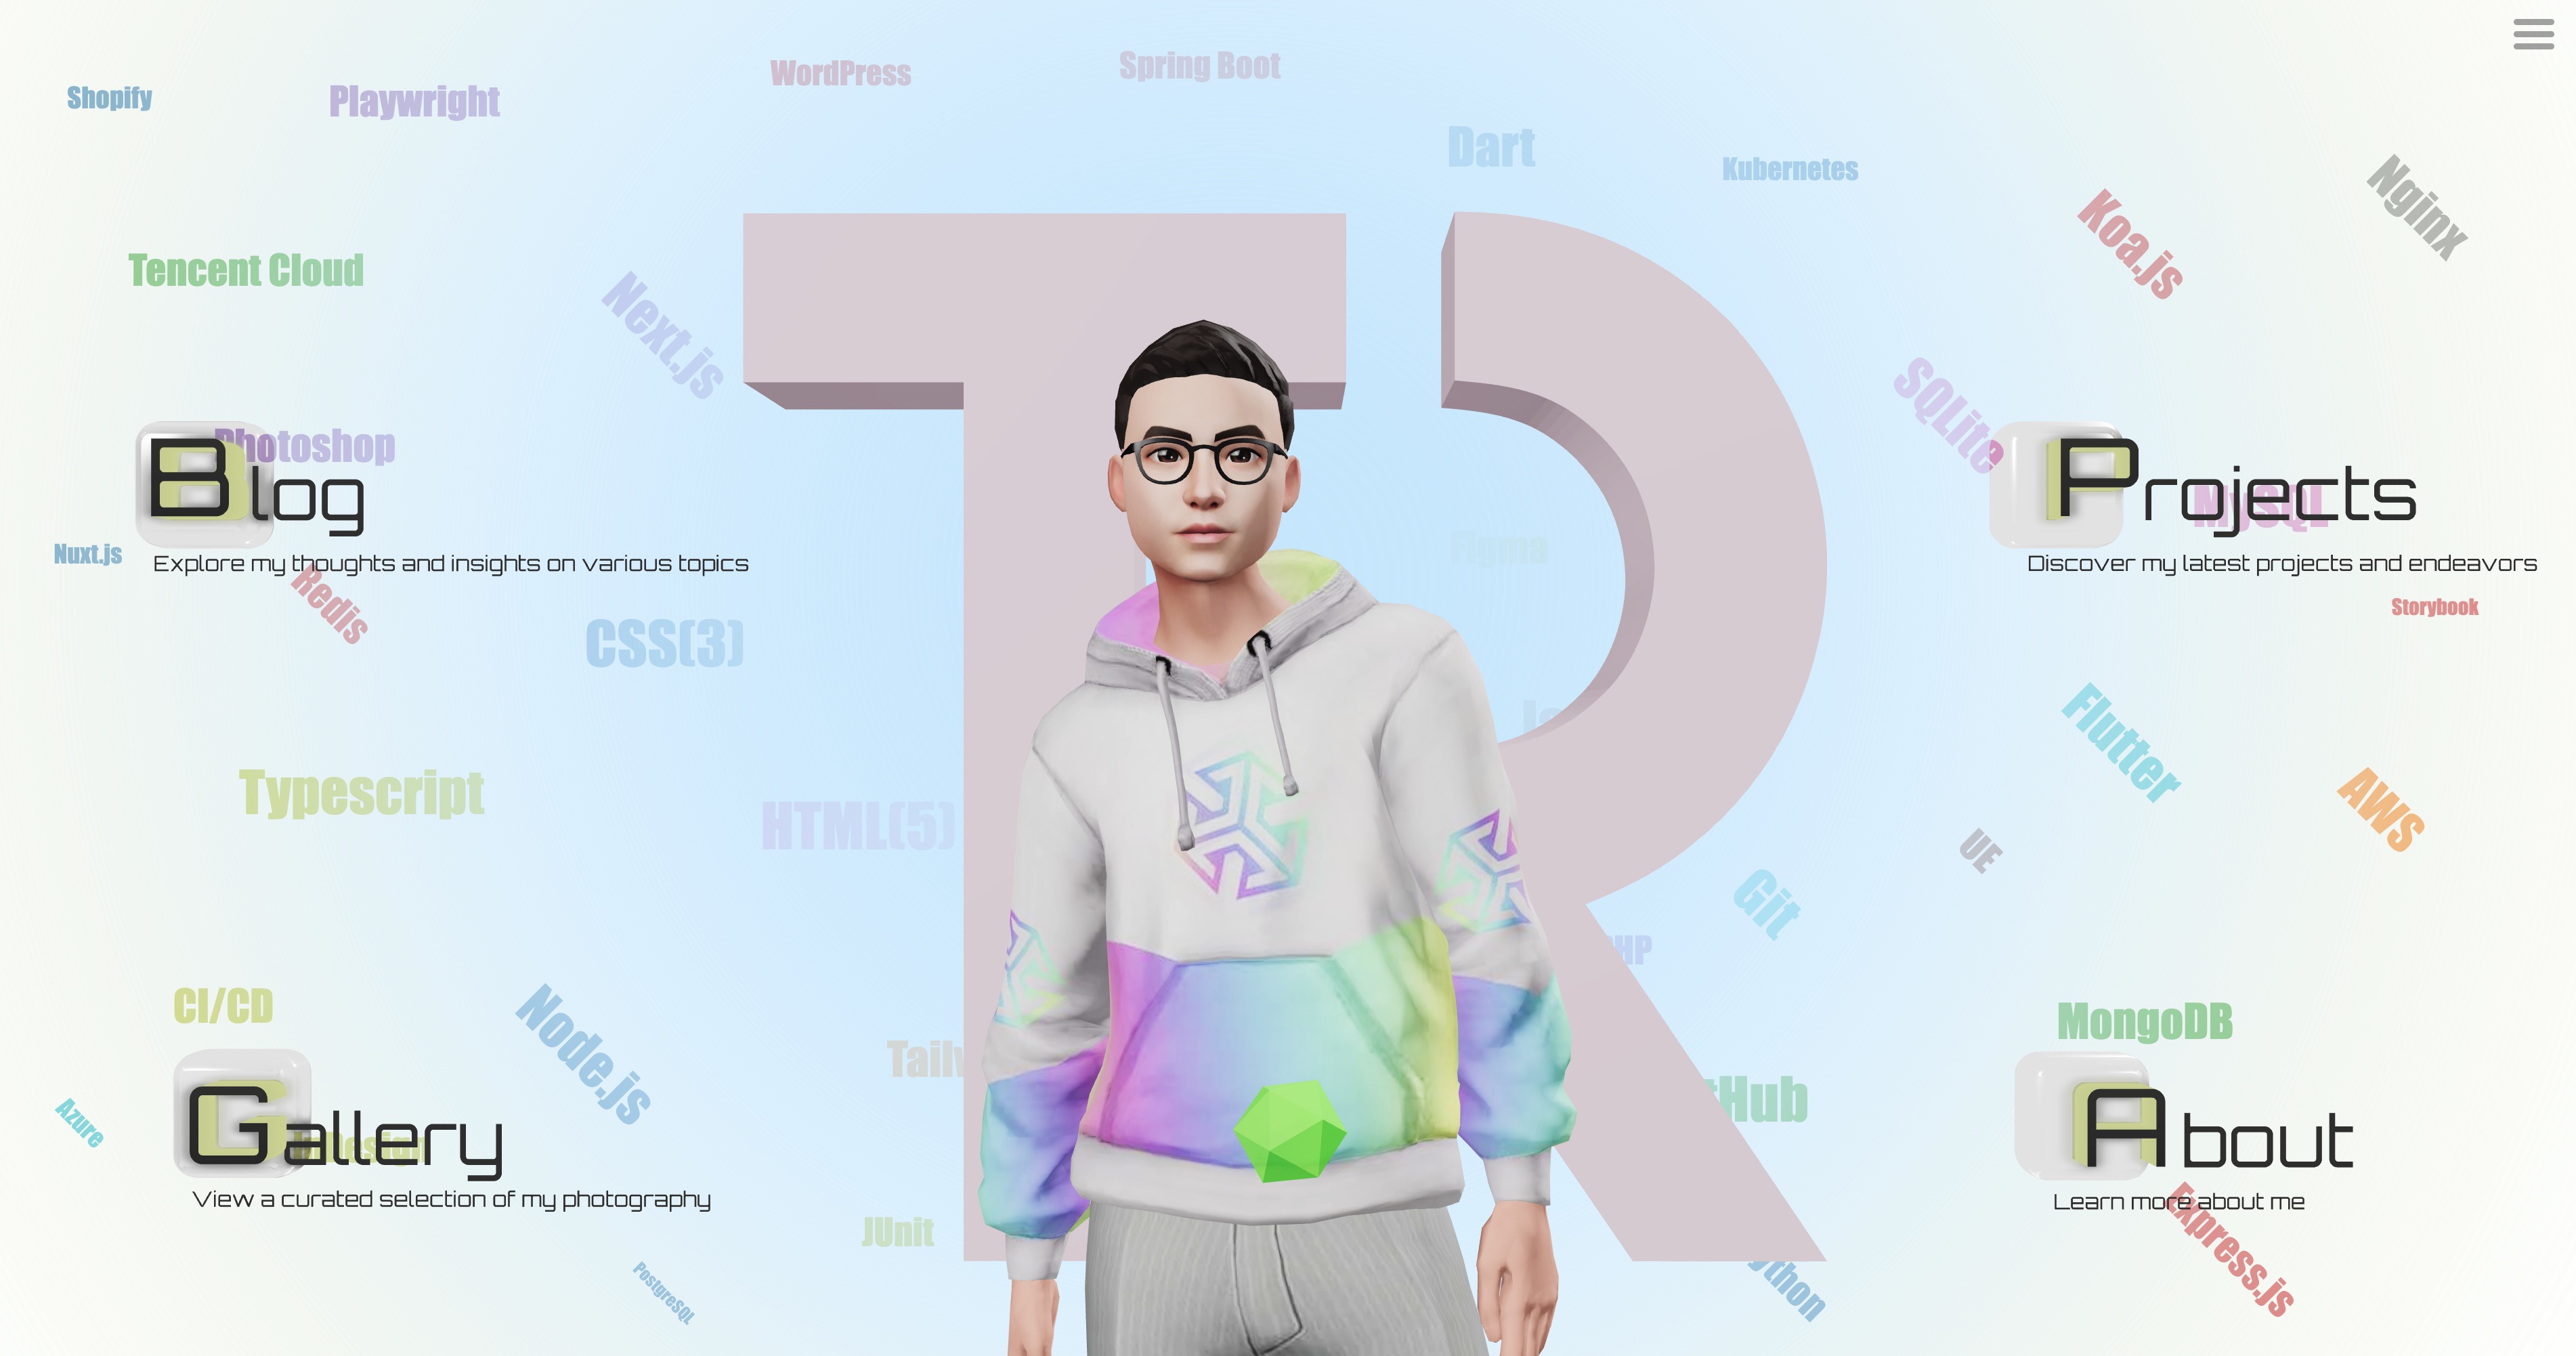 Spring Boot
WordPress
Shopify
Playwright
Dart
Kubernetes
Nginx
Koa.js
Tencent Cloud
Next.js
TR
SQLite
Photoshop
Blog
Explore my thoughts and insights on various topics
Projects
MySQL
Discover my latest projects and endeavors
Nuxt.js
Figma
Redis
Storybook
CSS(3)
Flutter
Typescript
HTML(5)
AWS
UE
Git
CI/CD
Node.js
MongoDB
Azure
Gallery
View a curated selection of my photography
About
Learn more about me
JUnit
Express.js
PostgreSQL